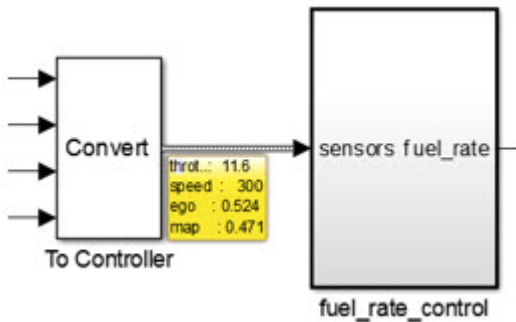 Convert
throt..: 11.6
speed : 300
ego : 0.524
map : 0.471
To Controller
sensors fuel_rate
fuel_rate_control